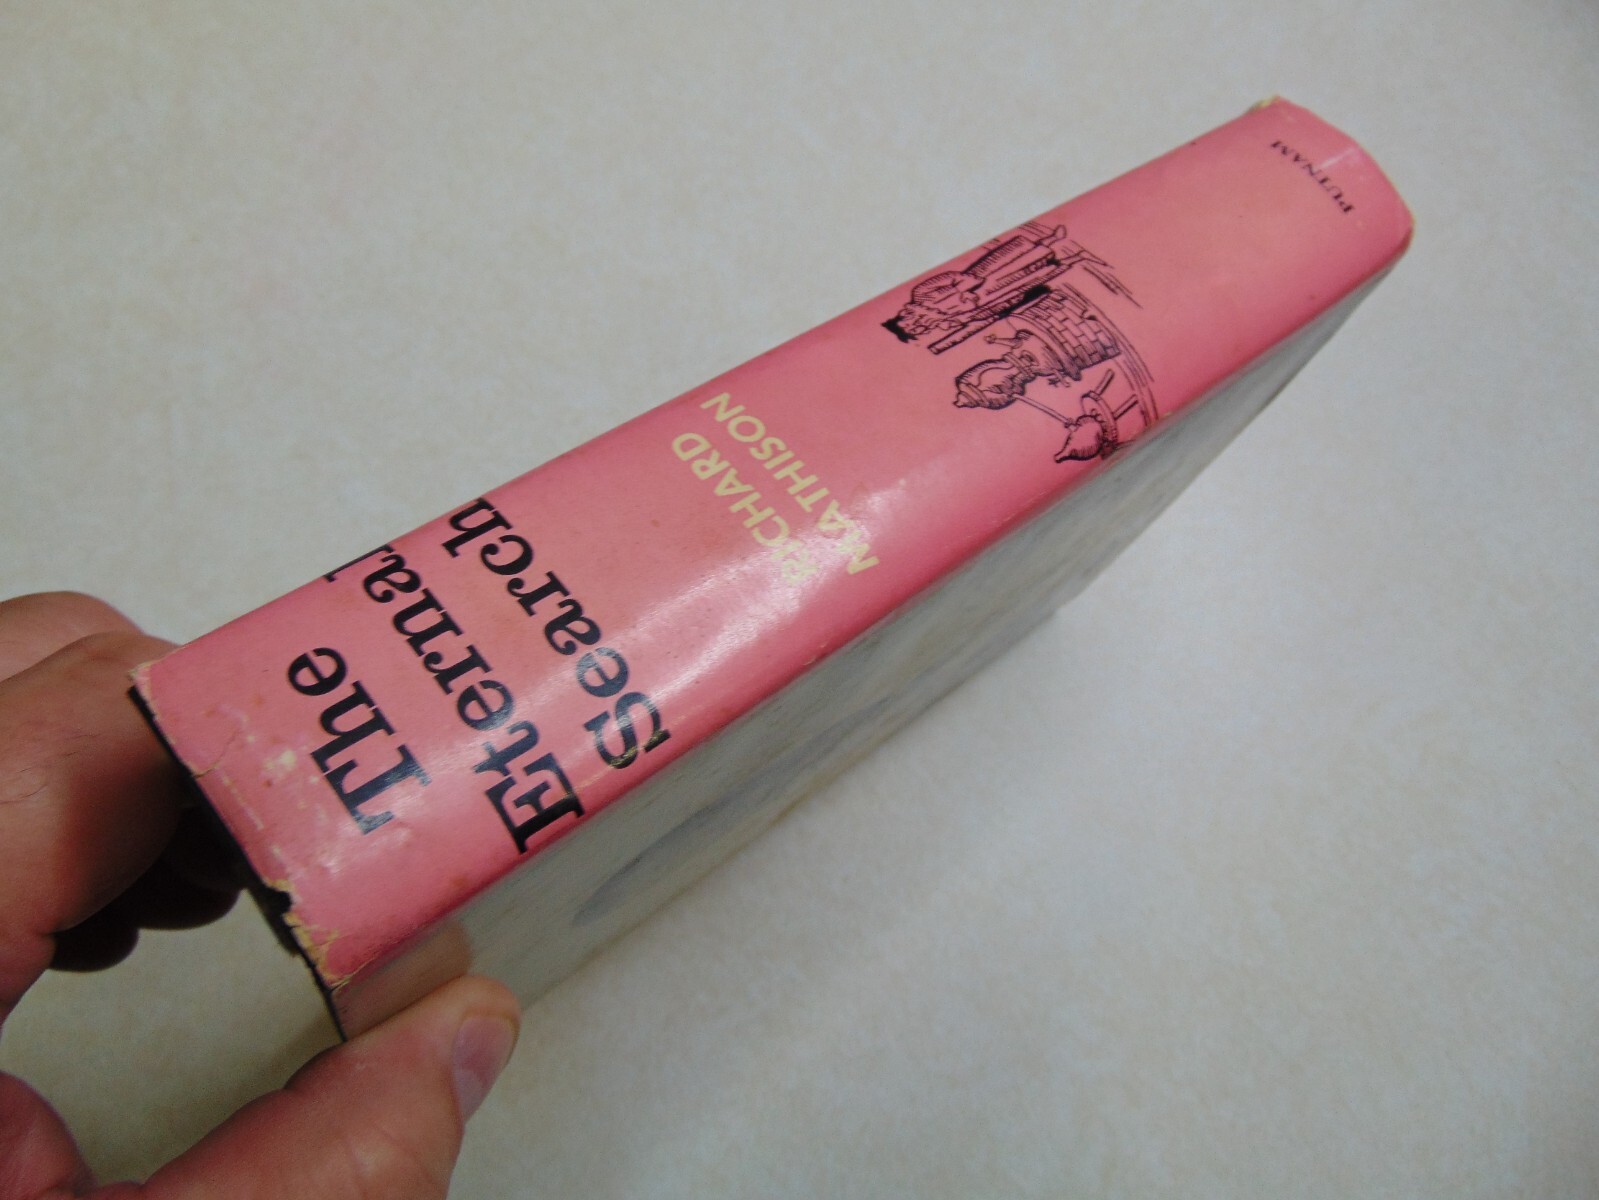 The
Eternal
Search
RICHARD
MATHISON
PUTNAM